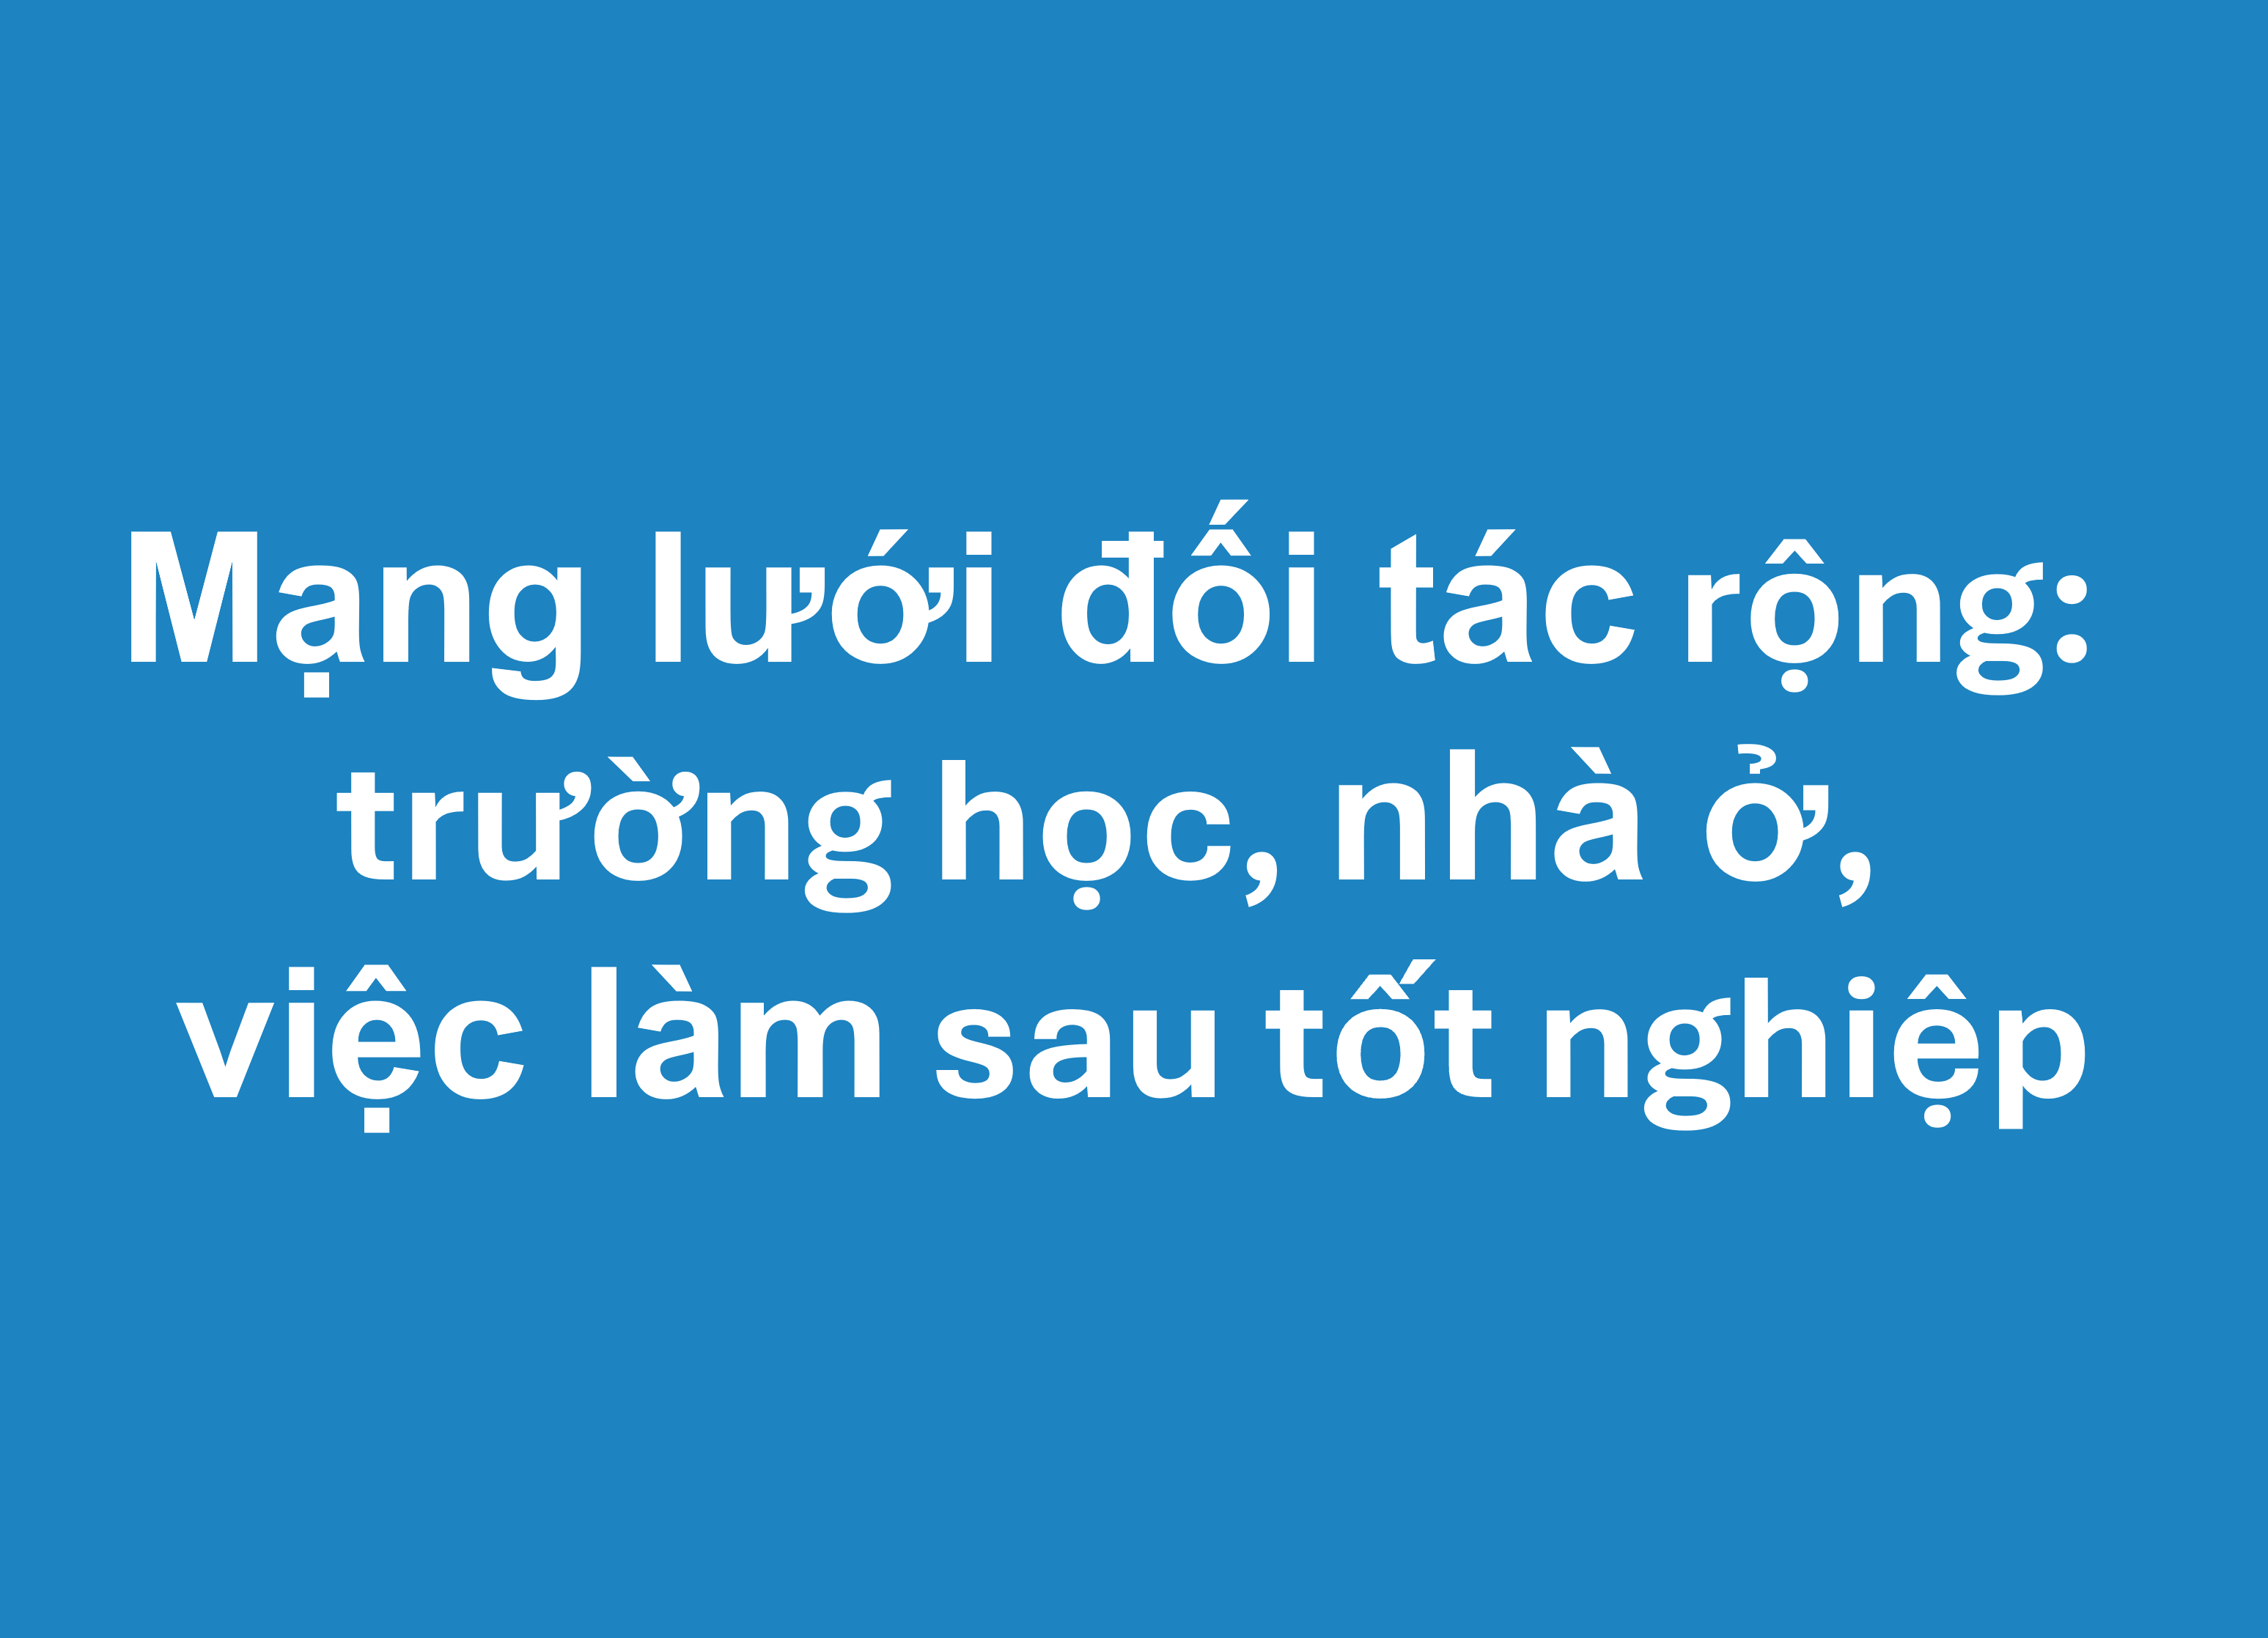 Mạng lưới đối tác rộng:
trường học, nhà ở,
việc làm sau tốt nghiệp